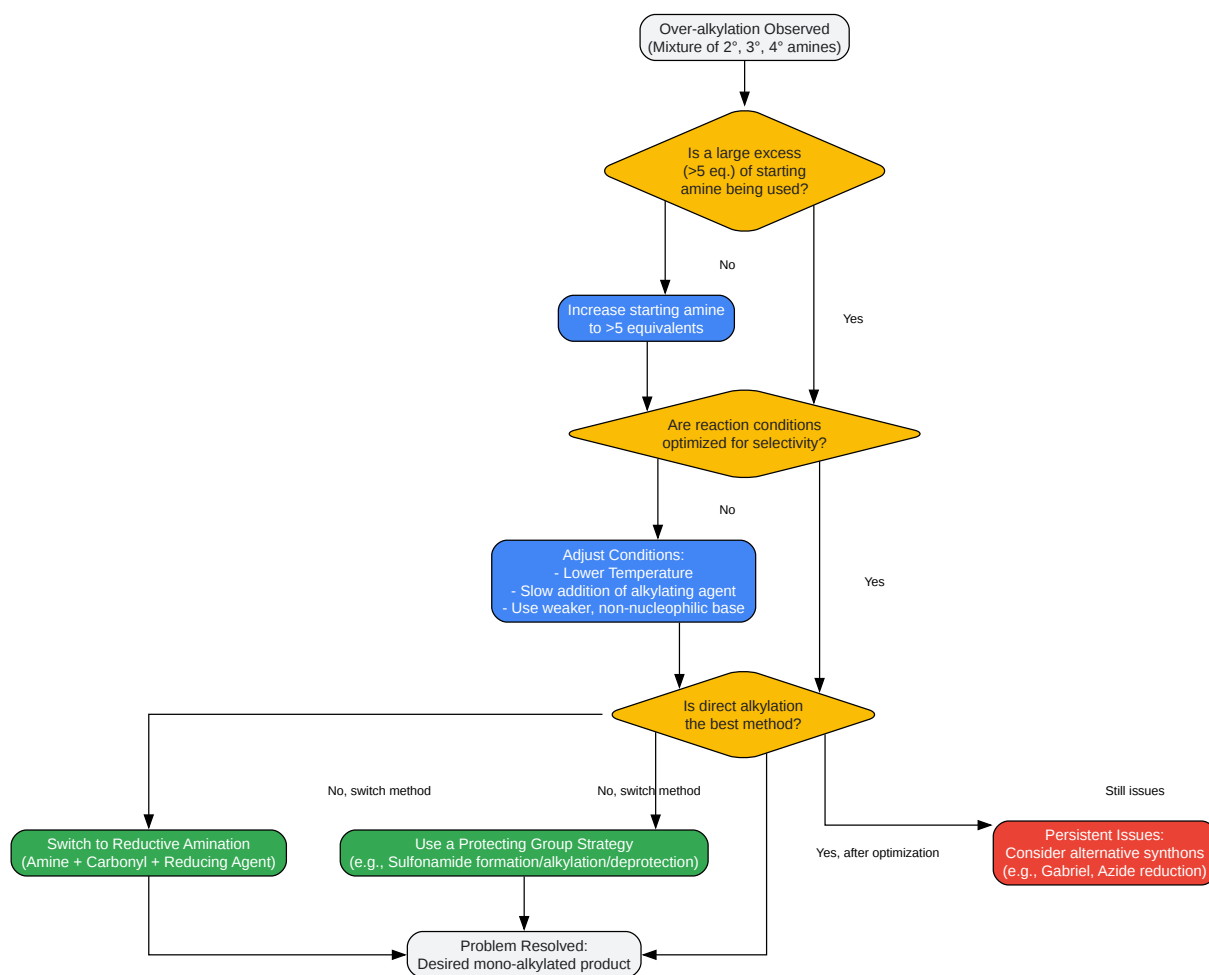 Over-alkylation Observed
(Mixture of 2°, 3°, 4° amines)
Is a large excess
(>5 eq.) of starting
amine being used?
No
Increase starting amine
to >5 equivalents
Yes
Are reaction conditions
optimized for selectivity?
No
Adjust Conditions:
- Lower Temperature
- Slow addition of alkylating agent
- Use weaker, non-nucleophilic base
Yes
Is direct alkylation
the best method?
No, switch method
No, switch method
Still issues
Switch to Reductive Amination
(Amine + Carbonyl + Reducing Agent)
Use a Protecting Group Strategy
(e.g., Sulfonamide formation/alkylation/deprotection)
Yes, after optimization
Persistent Issues:
Consider alternative synthons
(e.g., Gabriel, Azide reduction)
Problem Resolved:
Desired mono-alkylated product